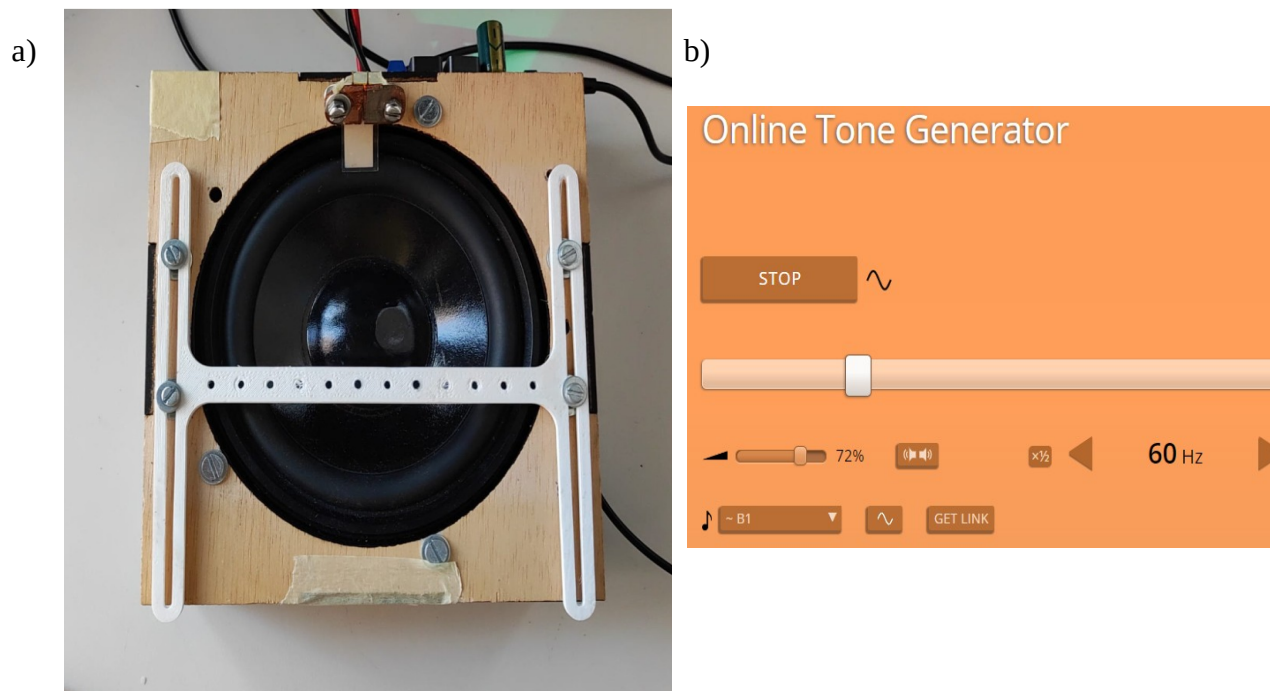 a)
b)
Online Tone Generator
STOP
72%
×½
60 Hz
~ B1
GET LINK